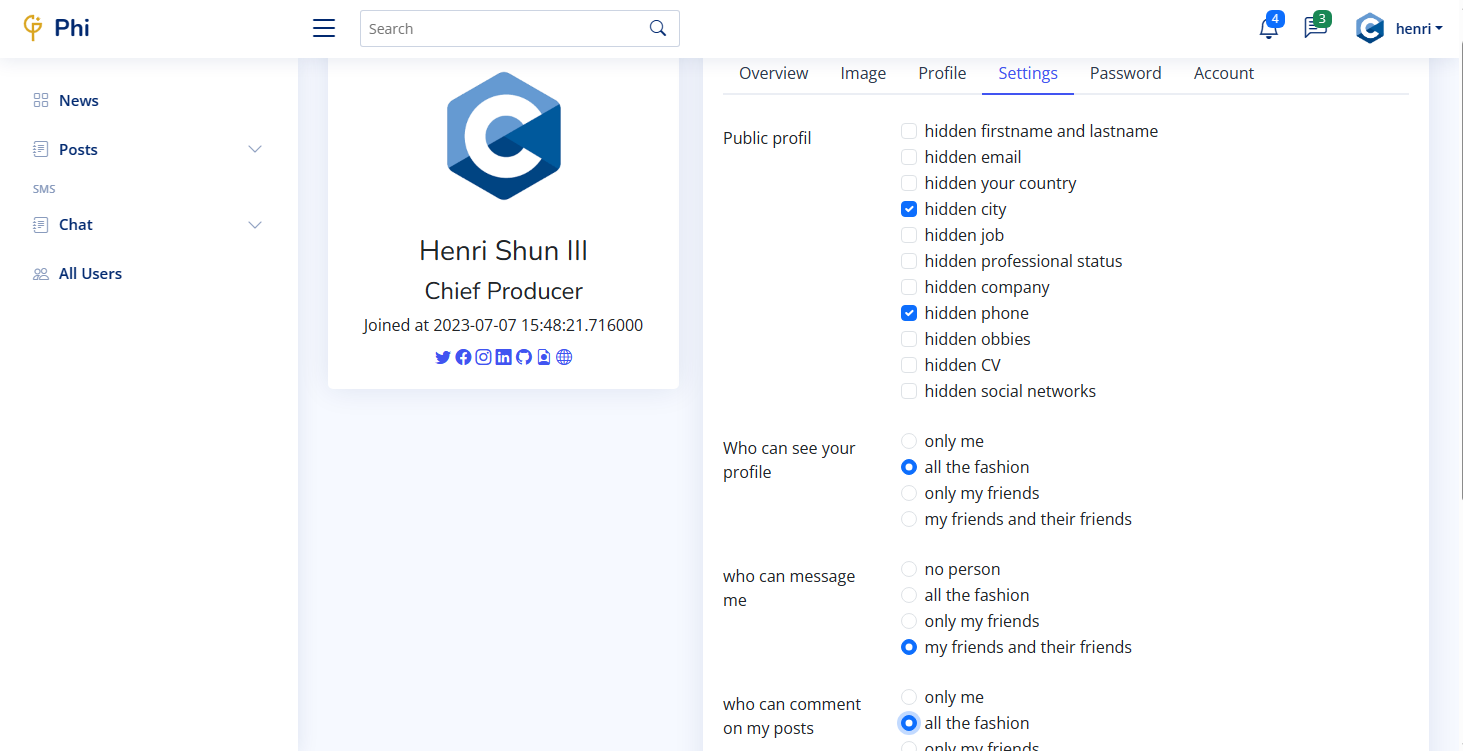 Phi
Search
4
3
henri
News
Posts
SMS
Chat
All Users
Henri Shun III
Chief Producer
Joined at 2023-07-07 15:48:21.716000
Overview Image Profile Settings Password Account
Public profil
hidden firstname and lastname
hidden email
hidden your country
hidden city
hidden job
hidden professional status
hidden company
hidden phone
hidden obbies
hidden CV
hidden social networks
Who can see your
profile
only me
all the fashion
only my friends
my friends and their friends
who can message
me
no person
all the fashion
only my friends
my friends and their friends
who can comment
on my posts
only me
all the fashion
only my friends